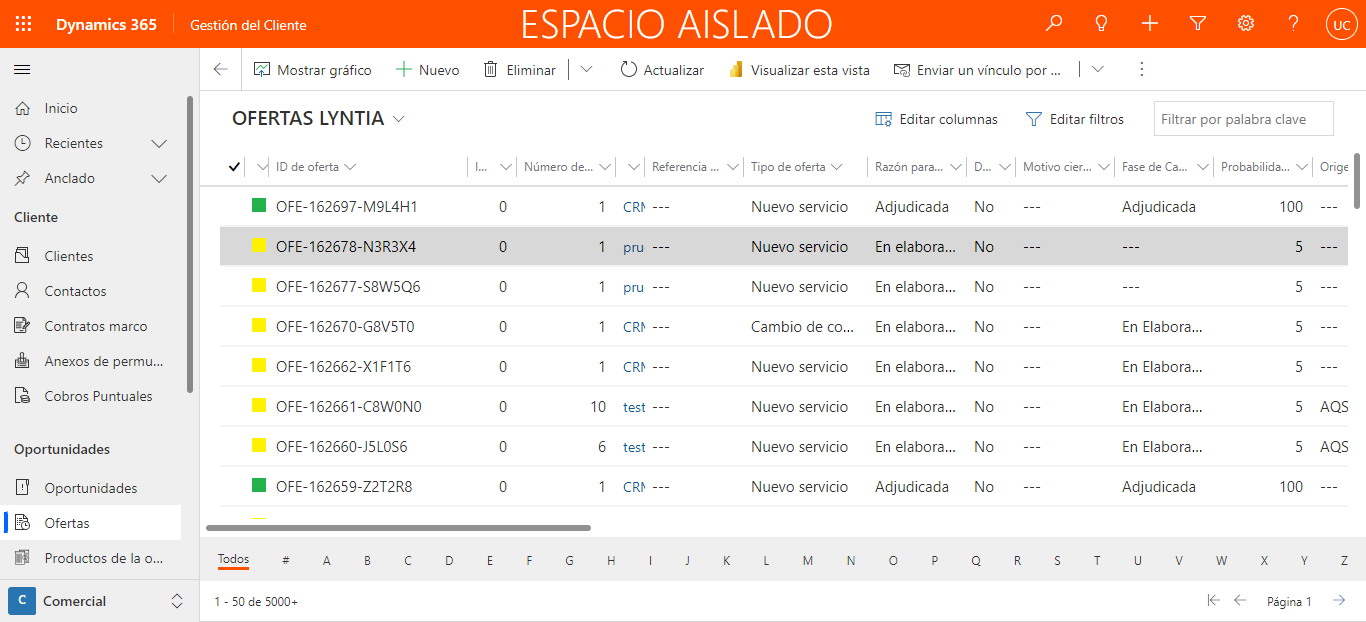 Dynamics 365 Gestión del Cliente ESPACIO AISLADO UC
Mostrar gráfico Nuevo Eliminar Actualizar Visualizar esta vista Enviar un vínculo por ...
Inicio
Recientes
Anclado
Cliente
Clientes
Contactos
Contratos marco
Anexos de permu...
Cobros Puntuales
Oportunidades
Oportunidades
Ofertas
Productos de la o...
C Comercial
OFERTAS LYNTIA Editar columnas Editar filtros Filtrar por palabra clave
ID de oferta I... Número de... Referencia ... Tipo de oferta Razón para... D... Motivo cier... Fase de Ca... Probabilida... Orige
OFE-162697-M9L4H1 0 1 CRM --- Nuevo servicio Adjudicada No --- Adjudicada 100 ---
OFE-162678-N3R3X4 0 1 pru --- Nuevo servicio En elabora... No --- --- 5 ---
OFE-162677-S8W5Q6 0 1 pru --- Nuevo servicio En elabora... No --- --- 5 ---
OFE-162670-G8V5T0 0 1 CRM --- Cambio de co... En elabora... No --- En Elabora... 5 ---
OFE-162662-X1F1T6 0 1 CRM --- Nuevo servicio En elabora... No --- En Elabora... 5 ---
OFE-162661-C8W0N0 0 10 test --- Nuevo servicio En elabora... No --- En Elabora... 5 AQS
OFE-162660-J5L0S6 0 6 test --- Nuevo servicio En elabora... No --- En Elabora... 5 AQS
OFE-162659-Z2T2R8 0 1 CRM --- Nuevo servicio Adjudicada No --- Adjudicada 100 ---
Todos # A B C D E F G H I J K L M N O P Q R S T U V W X Y Z
1 - 50 de 5000+ Página 1